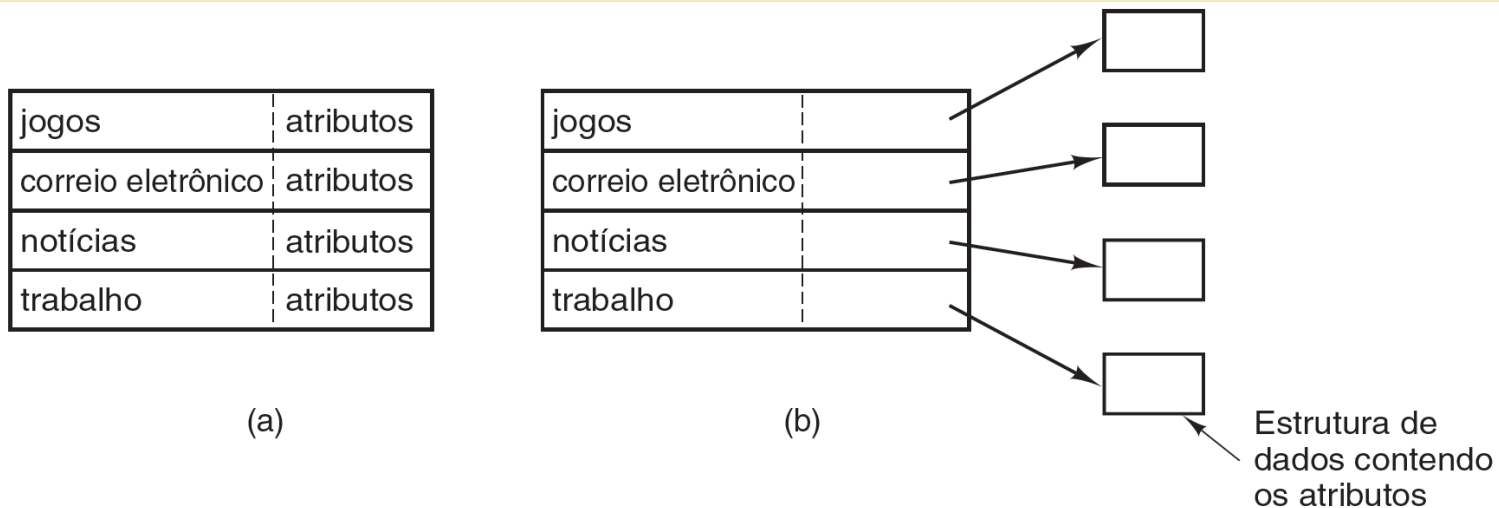 jogos atributos
correio eletrônico atributos
notícias atributos
trabalho atributos
(a)
jogos
correio eletrônico
notícias
trabalho
(b)
Estrutura de
dados contendo
os atributos